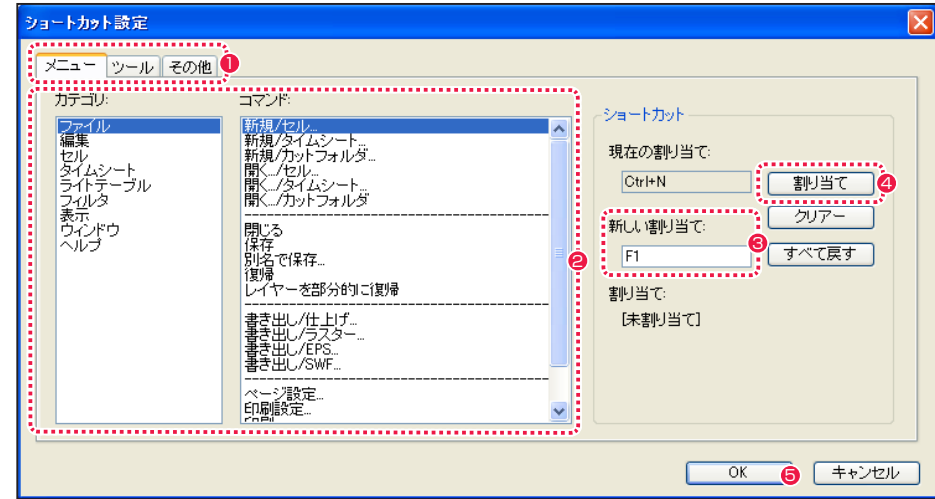 ショートカット設定
メニュー
ツール
その他
1
カテゴリ:
ファイル
編集
セル
タイムシート
ライトテーブル
フィルタ
表示
ウィンドウ
ヘルプ
コマンド:
新規/セル...
新規/タイムシート...
新規/カットフォルダ...
開く.../セル...
開く.../タイムシート...
開く.../カットフォルダ
閉じる
保存
別名で保存...
復帰
レイヤーを部分的に復帰
書き出し/仕上げ...
書き出し/ラスター...
書き出し/EPS...
書き出し/SWF...
ページ設定...
印刷設定...
2
ショートカット
現在の割り当て:
Ctrl+N
割り当て
4
クリアー
新しい割り当て:
3
F1
すべて戻す
割り当て:
[未割り当て]
OK
5
キャンセル